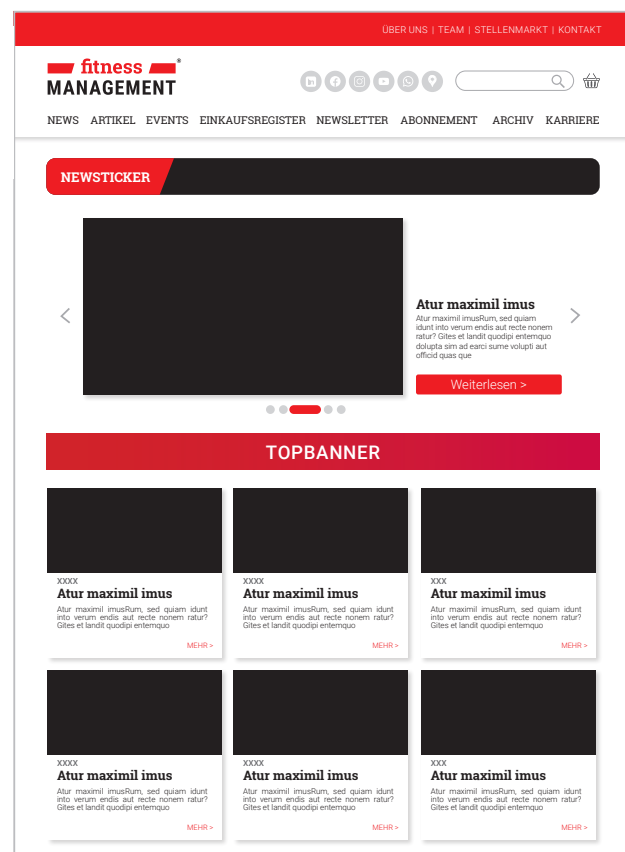 ÜBER UNS | TEAM | STELLENMARKT | KONTAKT
fitness
MANAGEMENT
NEWS ARTIKEL EVENTS EINKAUFSREGISTER NEWSLETTER ABONNEMENT ARCHIV KARRIERE
NEWSTICKER
Atur maximil imus
Atur maximil imusRum, sed quiam
idunt into verum endis aut recte nonem
ratur? Gites et landit quodipi entemquo
dolupta sim ad earci sume volupti aut
officid quas que
Weiterlesen >
TOPBANNER
XXXX
Atur maximil imus
Atur maximil imusRum, sed quiam idunt
into verum endis aut recte nonem ratur?
Gites et landit quodipi entemquo
MEHR >
XXXX
Atur maximil imus
Atur maximil imusRum, sed quiam idunt
into verum endis aut recte nonem ratur?
Gites et landit quodipi entemquo
MEHR >
XXX
Atur maximil imus
Atur maximil imusRum, sed quiam idunt
into verum endis aut recte nonem ratur?
Gites et landit quodipi entemquo
MEHR >
XXXX
Atur maximil imus
Atur maximil imusRum, sed quiam idunt
into verum endis aut recte nonem ratur?
Gites et landit quodipi entemquo
MEHR >
XXXX
Atur maximil imus
Atur maximil imusRum, sed quiam idunt
into verum endis aut recte nonem ratur?
Gites et landit quodipi entemquo
MEHR >
XXX
Atur maximil imus
Atur maximil imusRum, sed quiam idunt
into verum endis aut recte nonem ratur?
Gites et landit quodipi entemquo
MEHR >